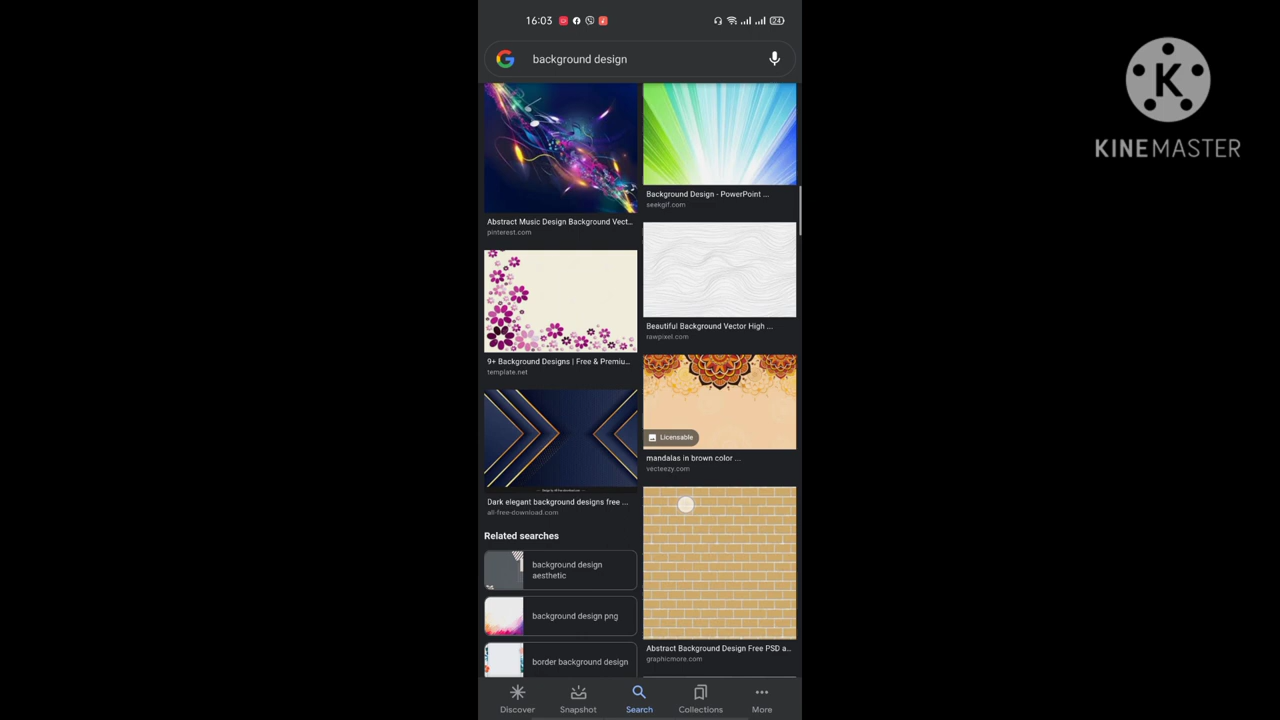 16:03
24
background design
KINEMASTER
K
Abstract Music Design Background Vect...
pinterest.com
Background Design - PowerPoint ...
seekgif.com
9+ Background Designs | Free & Premiu...
template.net
Beautiful Background Vector High ...
rawpixel.com
Licensable
mandalas in brown color ...
vecteezy.com
Dark elegant background designs free ...
all-free-download.com
Related searches
background design
aesthetic
background design png
border background design
Abstract Background Design Free PSD a...
graphicmore.com
Discover
Snapshot
Search
Collections
More